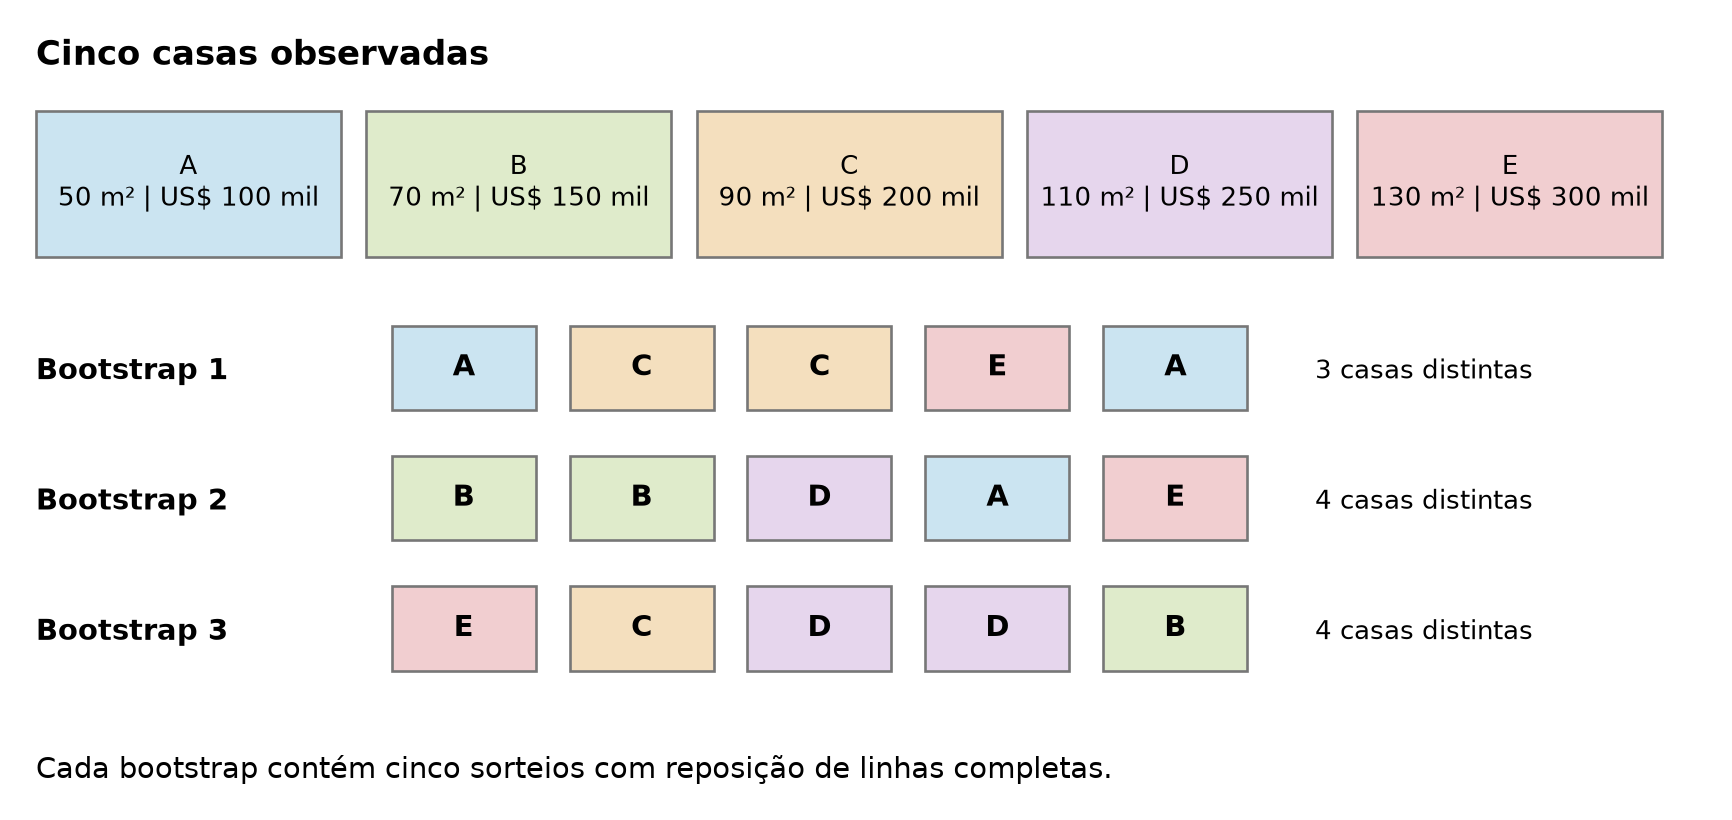 Cinco casas observadas
A
50 m² | US$ 100 mil
B
70 m² | US$ 150 mil
C
90 m² | US$ 200 mil
D
110 m² | US$ 250 mil
E
130 m² | US$ 300 mil
Bootstrap 1 A C C E A 3 casas distintas
Bootstrap 2 B B D A E 4 casas distintas
Bootstrap 3 E C D D B 4 casas distintas
Cada bootstrap contém cinco sorteios com reposição de linhas completas.